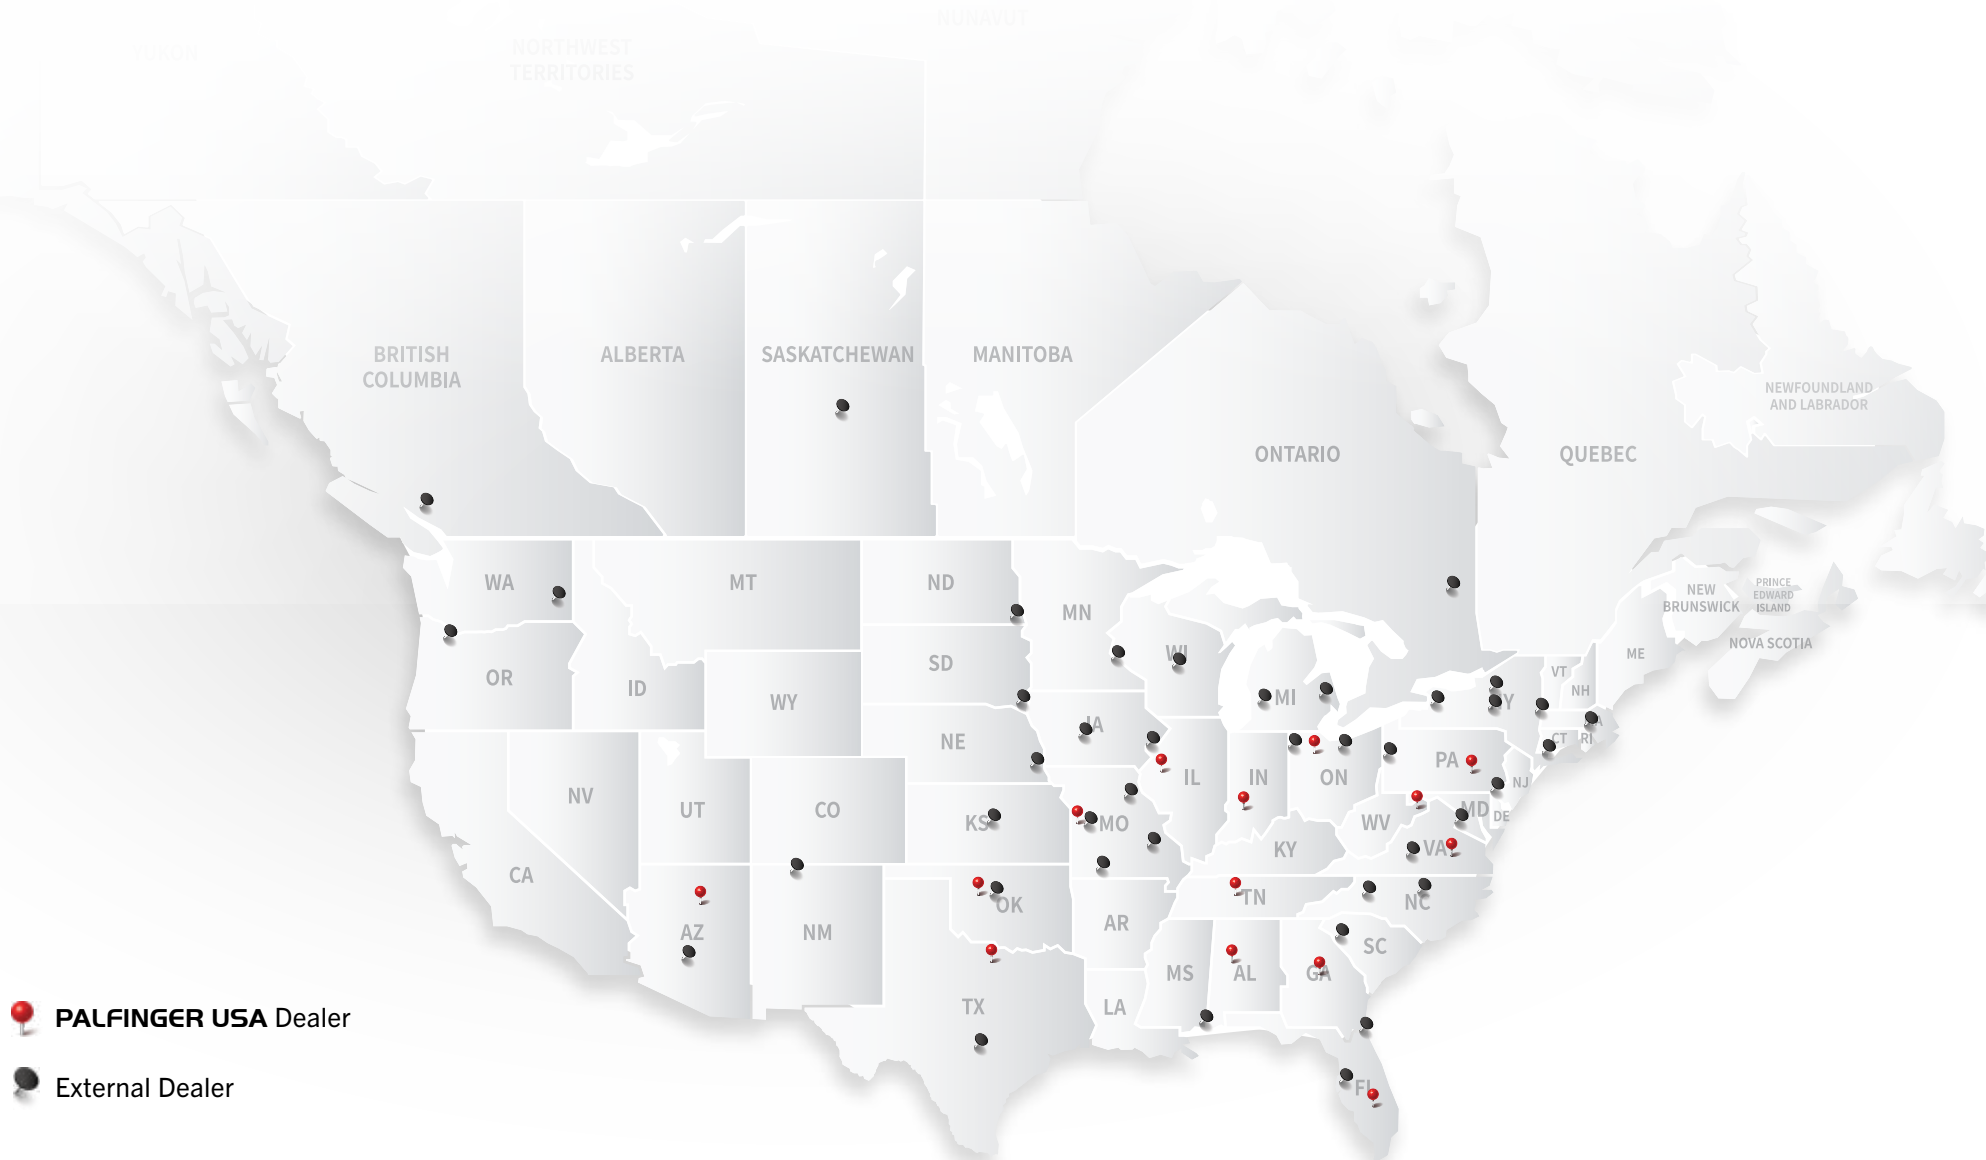 NUNAVUT
YUKON
NORTHWEST
TERRITORIES
BRITISH
COLUMBIA
ALBERTA
SASKATCHEWAN
MANITOBA
NEWFOUNDLAND
AND LABRADOR
ONTARIO
QUEBEC
WA
MT
ND
MN
NEW
BRUNSWICK
PRINCE
EDWARD
ISLAND
NOVA SCOTIA
OR
ID
WY
SD
WI
MI
VT
NH
ME
NV
UT
CO
NE
IA
IL
IN
ON
PA
CT
RI
NJ
CA
KS
MO
KY
WV
MD
DE
VA
AZ
NM
OK
AR
TN
NC
SC
MS
AL
GA
TX
LA
FL
PALFINGER USA Dealer
External Dealer